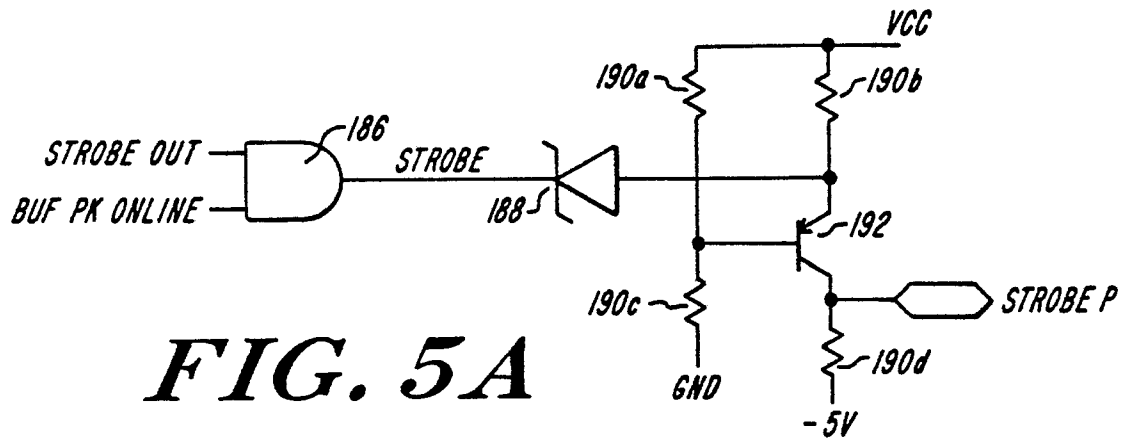 VCC
190a
190b
186
STROBE OUT
STROBE
BUF PK ONLINE
188
192
190c
STROBE P
190d
GND
-5V
FIG. 5A